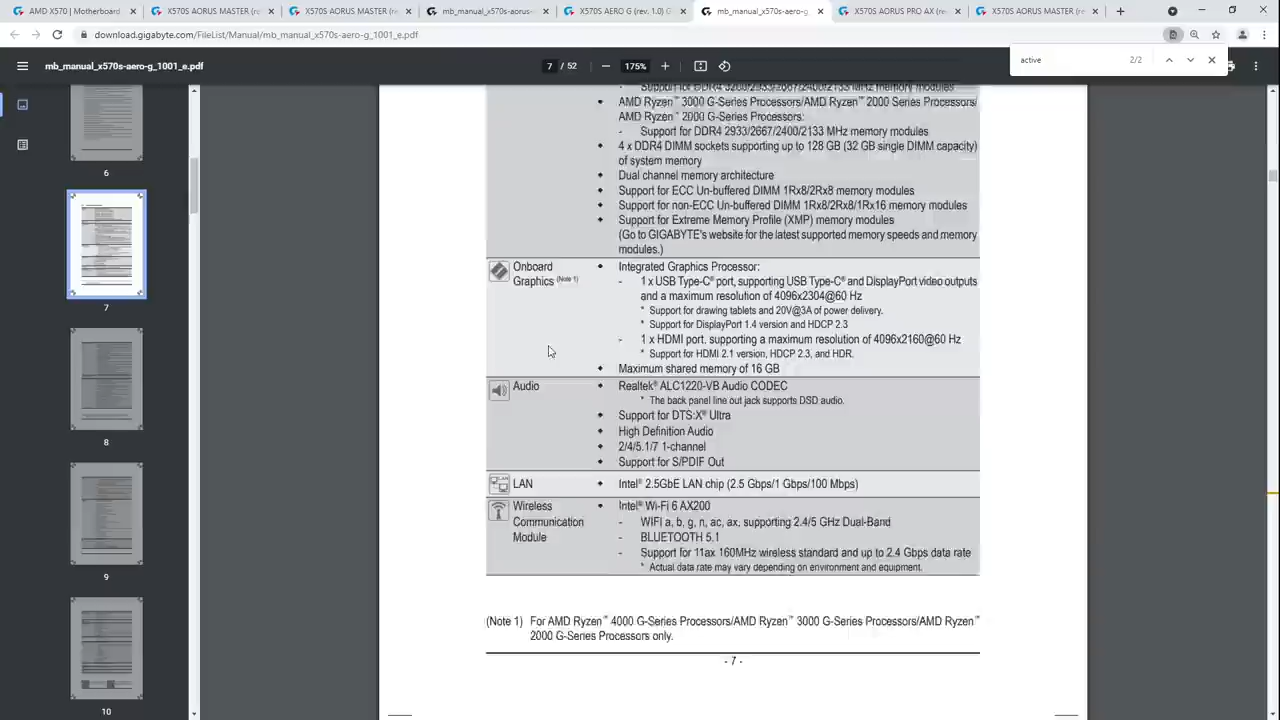 AMD X570 | Motherboard
X570S AORUS MASTER (re
X570S AORUS MASTER (re
mb_manual_x570s-aorus-
X570S AERO G (rev. 1.0)
mb_manual_x570s-aero-g_
X570S AORUS PRO AX (re
X570S AORUS MASTER (re
download.gigabyte.com/FileList/Manual/mb_manual_x570s-aero-g_1001_e.pdf
active
2/2
mb_manual_x570s-aero-g_1001_e.pdf
7 / 52
175%
Support for DDR4 3200/2933/2667/2400/2133 MHz memory modules
AMD Ryzen™ 3000 G-Series Processors/AMD Ryzen™ 2000 Series Processors/
AMD Ryzen™ 2000 G-Series Processors:
- Support for DDR4 2933/2667/2400/2133 MHz memory modules
4 x DDR4 DIMM sockets supporting up to 128 GB (32 GB single DIMM capacity)
of system memory
Dual channel memory architecture
Support for ECC Un-buffered DIMM 1Rx8/2Rx8 memory modules
Support for non-ECC Un-buffered DIMM 1Rx8/2Rx8/1Rx16 memory modules
Support for Extreme Memory Profile (XMP) memory modules
(Go to GIGABYTE's website for the latest supported memory speeds and memory
modules.)
Onboard
Graphics (Note 1)
Integrated Graphics Processor:
- 1 x USB Type-C® port, supporting USB Type-C® and DisplayPort video outputs
and a maximum resolution of 4096x2304@60 Hz
* Support for drawing tablets and 20V@3A of power delivery.
* Support for DisplayPort 1.4 version and HDCP 2.3
- 1 x HDMI port, supporting a maximum resolution of 4096x2160@60 Hz
* Support for HDMI 2.1 version, HDCP 2.3, and HDR.
Maximum shared memory of 16 GB
Audio
Realtek® ALC1220-VB Audio CODEC
* The back panel line out jack supports DSD audio.
Support for DTS:X® Ultra
High Definition Audio
2/4/5.1/7 1-channel
Support for S/PDIF Out
LAN
Intel® 2.5GbE LAN chip (2.5 Gbps/1 Gbps/100 Mbps)
Wireless
Communication
Module
Intel® Wi-Fi 6 AX200
- WIFI a, b, g, n, ac, ax, supporting 2.4/5 GHz Dual-Band
- BLUETOOTH 5.1
- Support for 11ax 160MHz wireless standard and up to 2.4 Gbps data rate
* Actual data rate may vary depending on environment and equipment.
(Note 1) For AMD Ryzen™ 4000 G-Series Processors/AMD Ryzen™ 3000 G-Series Processors/AMD Ryzen™
2000 G-Series Processors only.
- 7 -
6
7
8
9
10